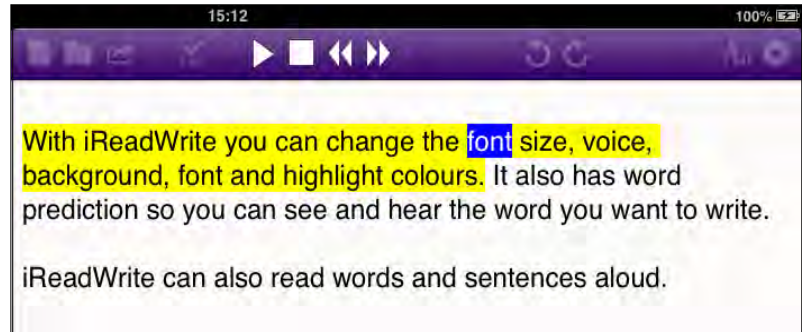 15:12
100%
With iReadWrite you can change the font size, voice,
background, font and highlight colours. It also has word
prediction so you can see and hear the word you want to write.
iReadWrite can also read words and sentences aloud.